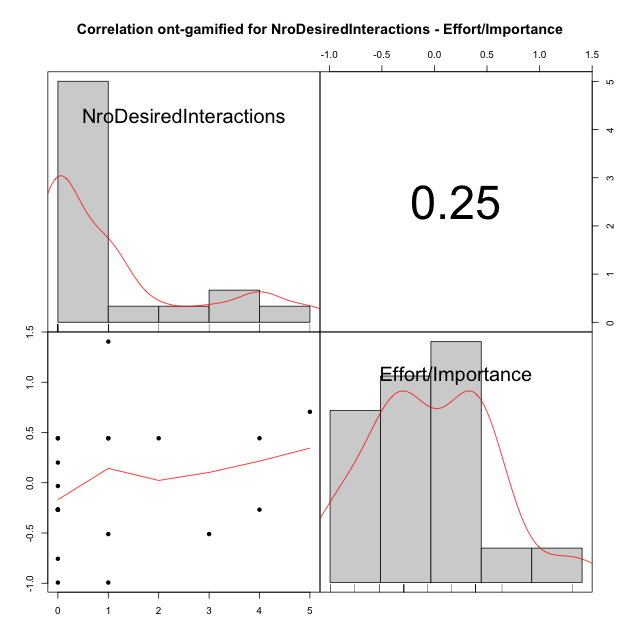 Correlation ont-gamified for NroDesiredInteractions - Effort/Importance
-1.0 -0.5 0.0 0.5 1.0 1.5
NroDesiredInteractions
0.25
5
4
3
2
1
0
1.5
1.0
0.5
0.0
-0.5
-1.0
Effort/Importance
0 1 2 3 4 5